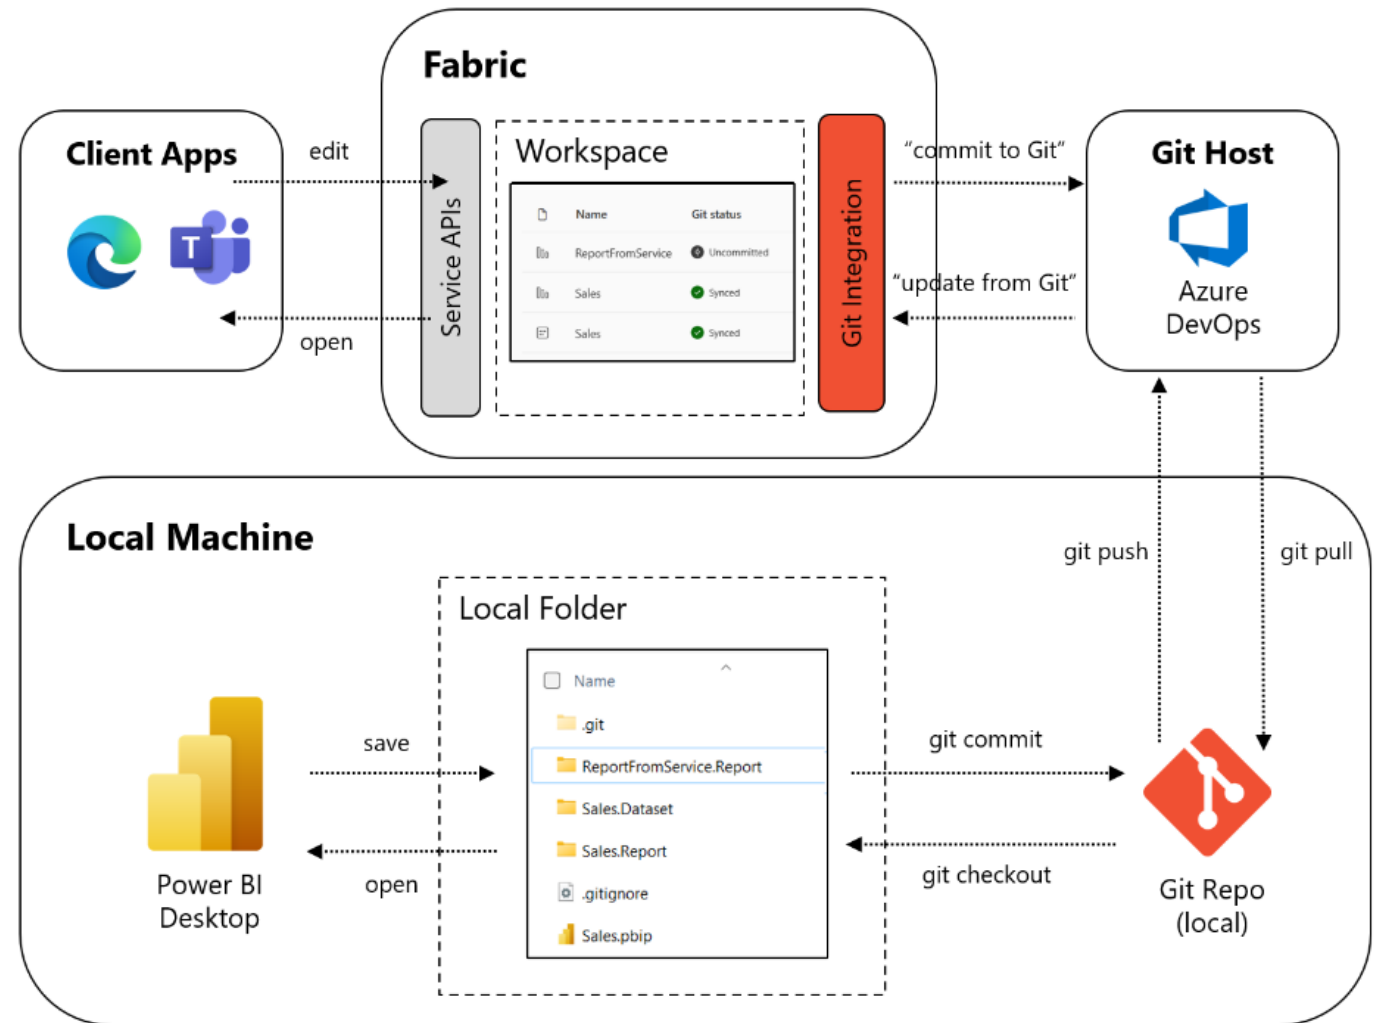 Fabric
Client Apps
edit
open
Service APIs
Workspace
Name Git status
ReportFromService Uncommitted
Sales Synced
Sales Synced
Git Integration
“commit to Git”
“update from Git”
Git Host
Azure
DevOps
git push
git pull
Local Machine
Local Folder
Name
.git
ReportFromService.Report
Sales.Dataset
Sales.Report
.gitignore
Sales.pbip
save
open
Power BI
Desktop
git commit
git checkout
Git Repo
(local)
T